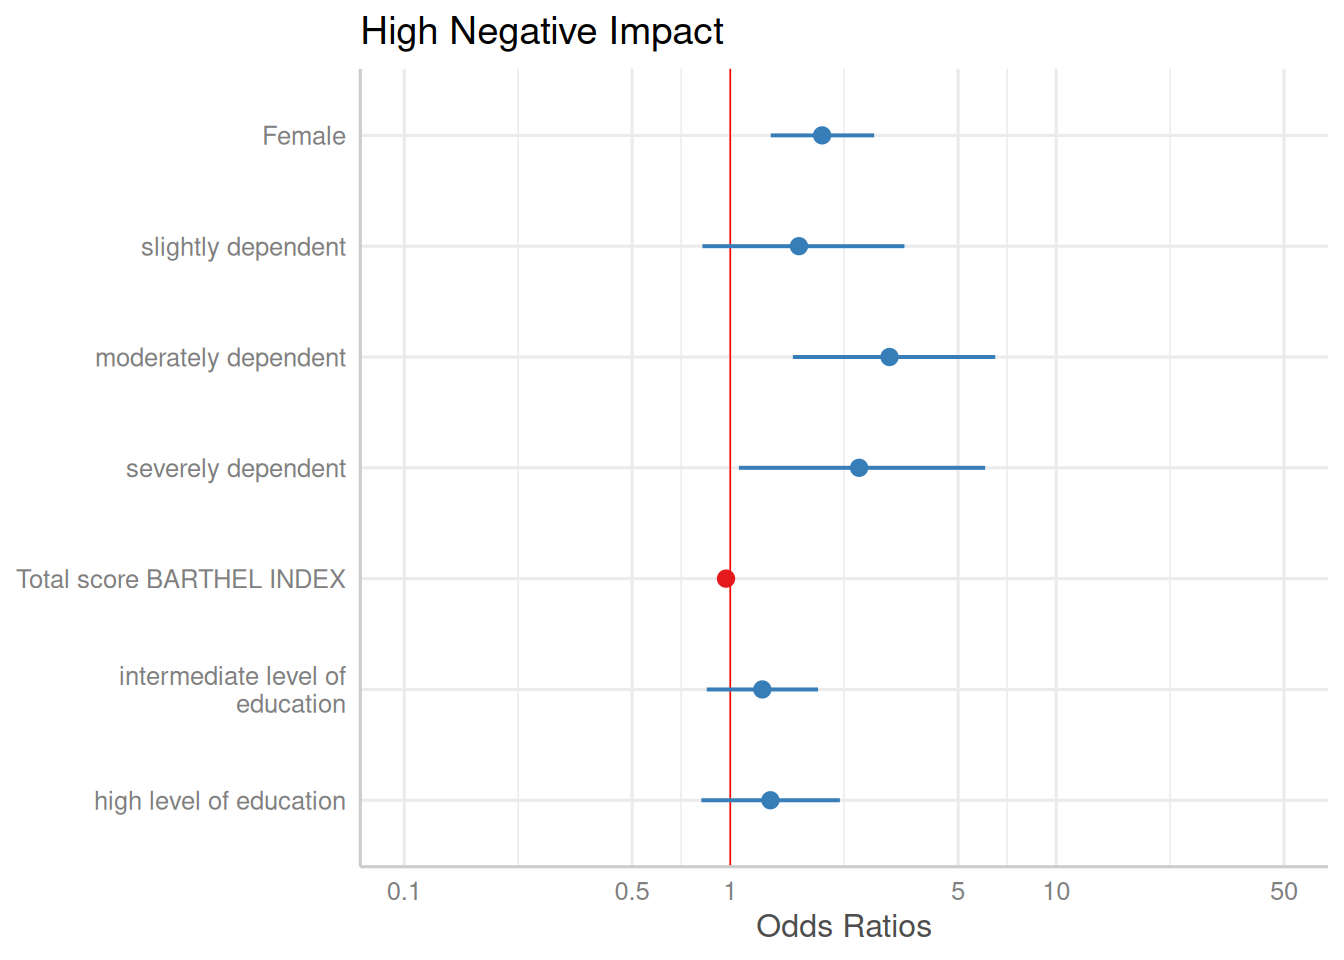 High Negative Impact
Female
slightly dependent
moderately dependent
severely dependent
Total score BARTHEL INDEX
intermediate level of
education
high level of education
0.1 0.5 1 5 10 50
Odds Ratios